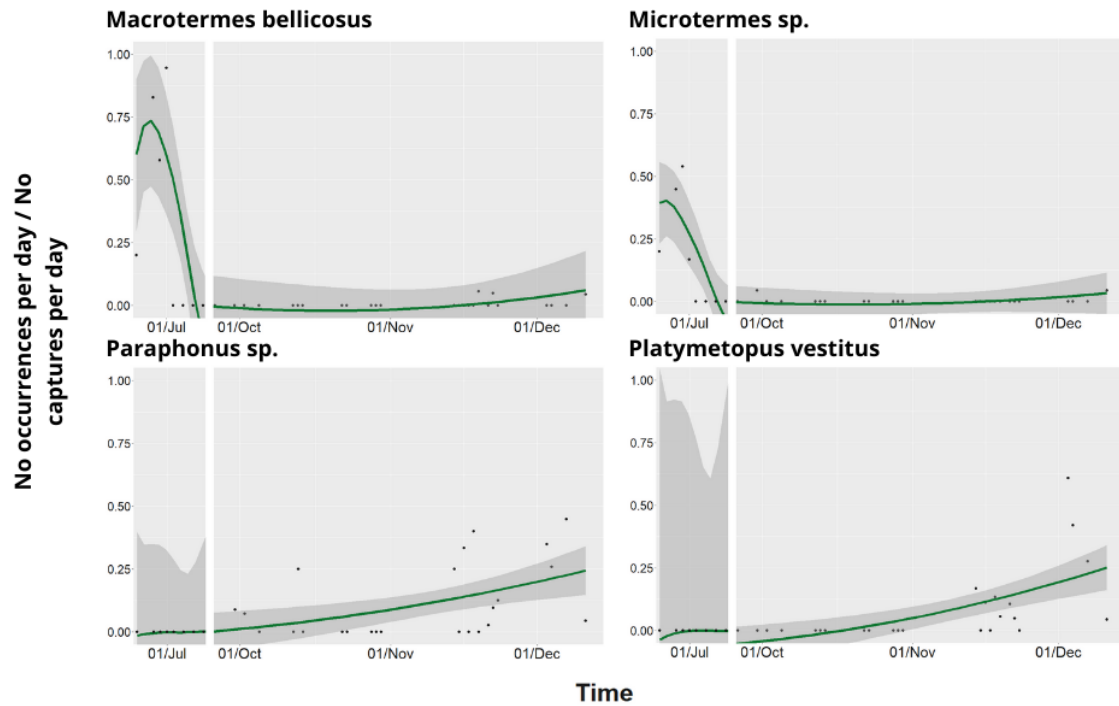 Macrotermes bellicosus
Microtermes sp.
1.00
0.75
0.50
0.25
0.00
01/Jul
01/Oct
01/Nov
01/Dec
1.00
0.75
0.50
0.25
0.00
01/Jul
01/Oct
01/Nov
01/Dec
Paraphonus sp.
Platymetopus vestitus
1.00
0.75
0.50
0.25
0.00
01/Jul
01/Oct
01/Nov
01/Dec
1.00
0.75
0.50
0.25
0.00
01/Jul
01/Oct
01/Nov
01/Dec
No occurrences per day / No
captures per day
Time